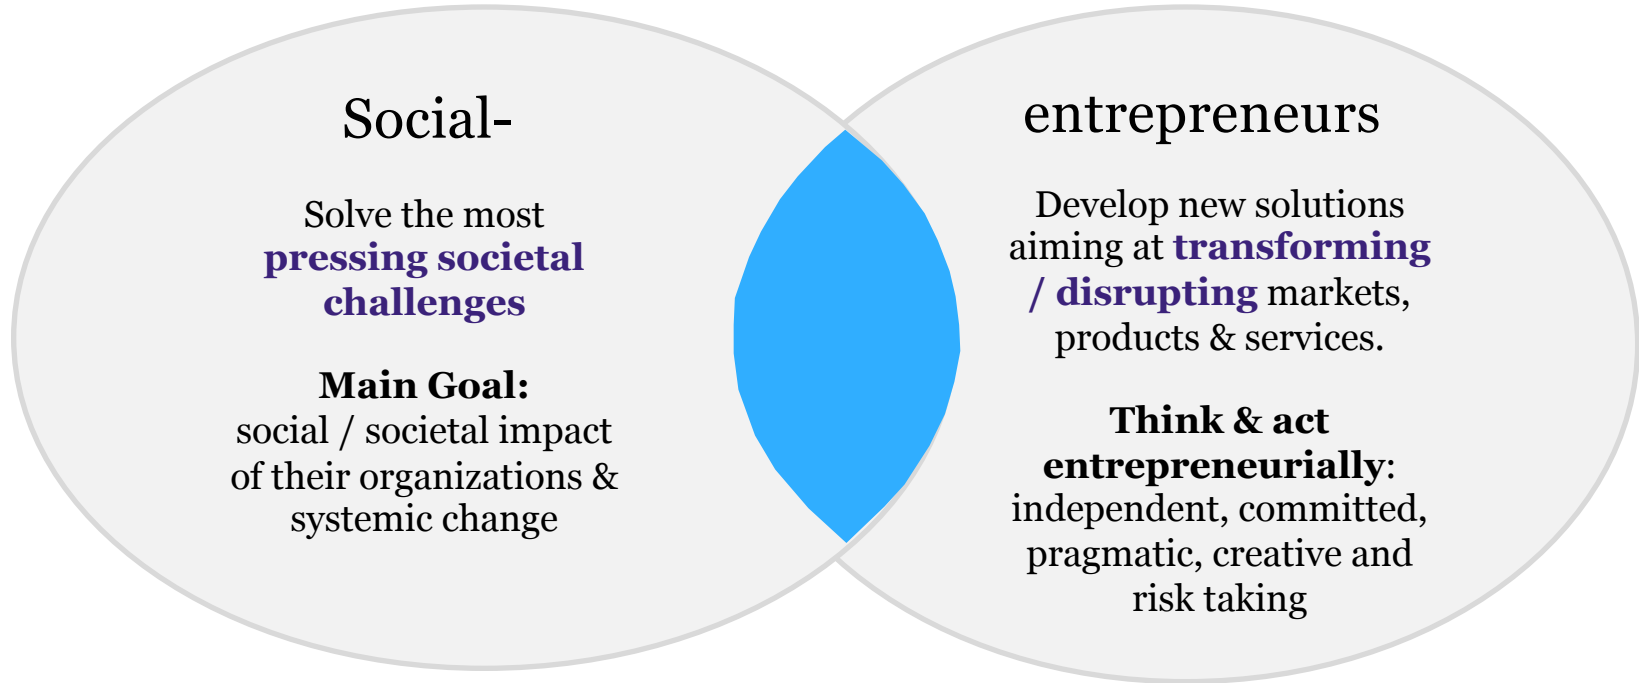 Social-
Solve the most
pressing societal
challenges
Main Goal:
social / societal impact
of their organizations &
systemic change
entrepreneurs
Develop new solutions
aiming at transforming
/ disrupting markets,
products & services.
Think & act
entrepreneurially:
independent, committed,
pragmatic, creative and
risk taking